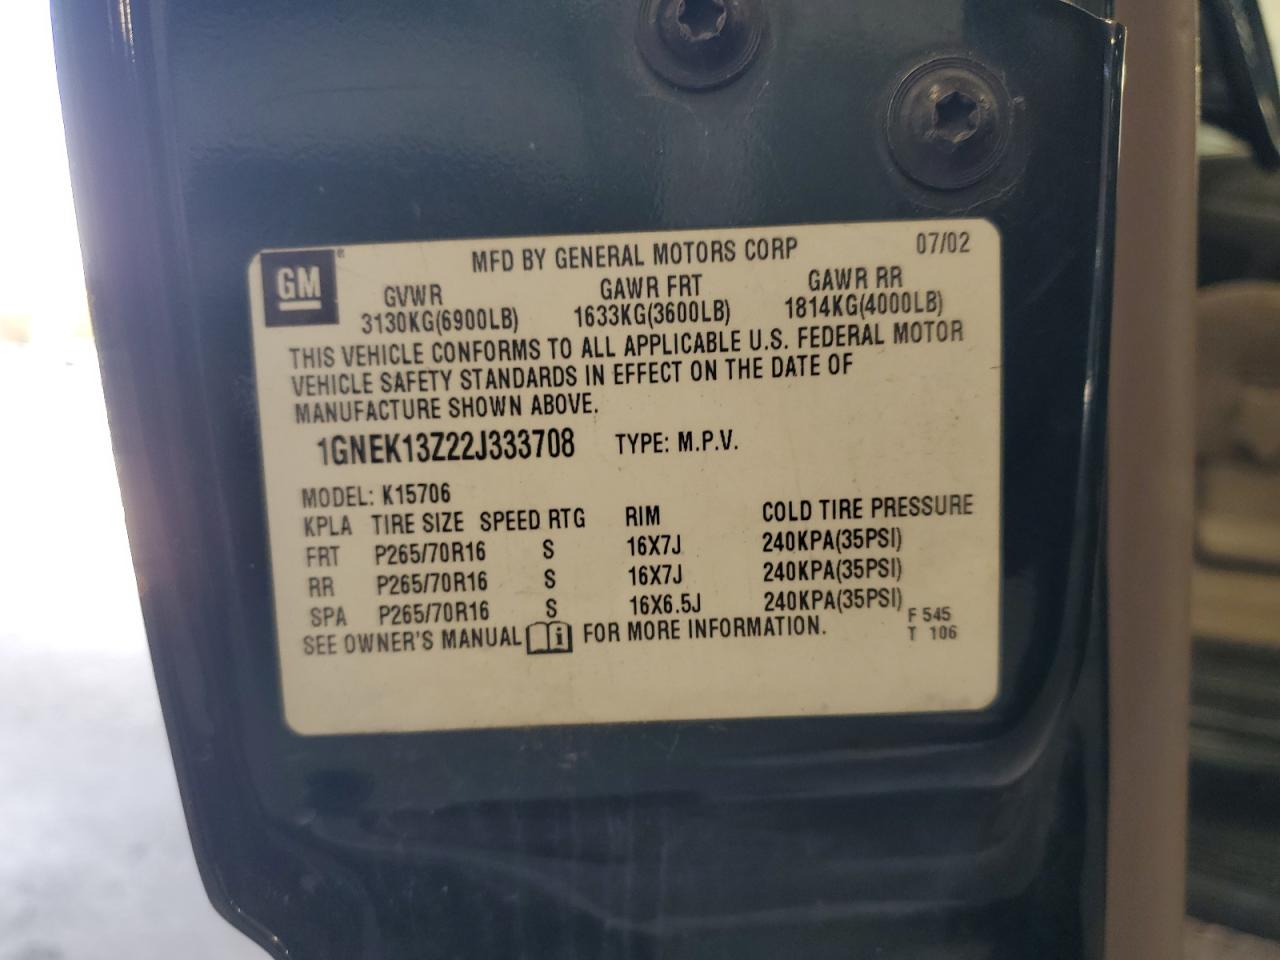 GM ® MFD BY GENERAL MOTORS CORP 07/02
GVWR GAWR FRT GAWR RR
3130KG(6900LB) 1633KG(3600LB) 1814KG(4000LB)
THIS VEHICLE CONFORMS TO ALL APPLICABLE U.S. FEDERAL MOTOR
VEHICLE SAFETY STANDARDS IN EFFECT ON THE DATE OF
MANUFACTURE SHOWN ABOVE.
1GNEK13Z22J333708 TYPE: M.P.V.
MODEL: K15706
KPLA TIRE SIZE SPEED RTG RIM COLD TIRE PRESSURE
FRT P265/70R16 S 16X7J 240KPA(35PSI)
RR P265/70R16 S 16X7J 240KPA(35PSI)
SPA P265/70R16 S 16X6.5J 240KPA(35PSI)
SEE OWNER'S MANUAL i FOR MORE INFORMATION.
F 545
T 106